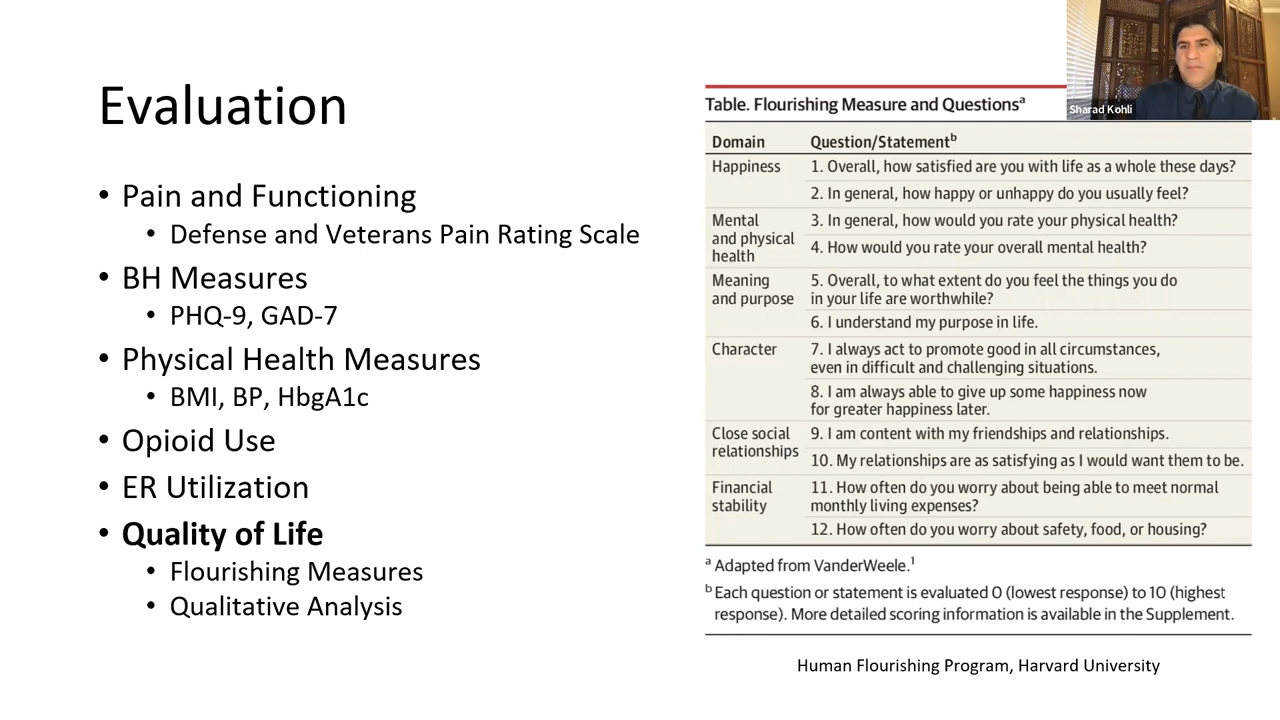 Evaluation
• Pain and Functioning
• Defense and Veterans Pain Rating Scale
• BH Measures
• PHQ-9, GAD-7
• Physical Health Measures
• BMI, BP, HbgA1c
• Opioid Use
• ER Utilization
• Quality of Life
• Flourishing Measures
• Qualitative Analysis
Sharad Kohli
Table. Flourishing Measure and Questionsᵃ
Domain Question/Statementᵇ
Happiness 1. Overall, how satisfied are you with life as a whole these days?
2. In general, how happy or unhappy do you usually feel?
Mental 3. In general, how would you rate your physical health?
and physical
health
4. How would you rate your overall mental health?
Meaning 5. Overall, to what extent do you feel the things you do
and purpose in your life are worthwhile?
6. I understand my purpose in life.
Character 7. I always act to promote good in all circumstances,
even in difficult and challenging situations.
8. I am always able to give up some happiness now
for greater happiness later.
Close social 9. I am content with my friendships and relationships.
relationships 10. My relationships are as satisfying as I would want them to be.
Financial 11. How often do you worry about being able to meet normal
stability monthly living expenses?
12. How often do you worry about safety, food, or housing?
ᵃ Adapted from VanderWeele.¹
ᵇ Each question or statement is evaluated 0 (lowest response) to 10 (highest
response). More detailed scoring information is available in the Supplement.
Human Flourishing Program, Harvard University